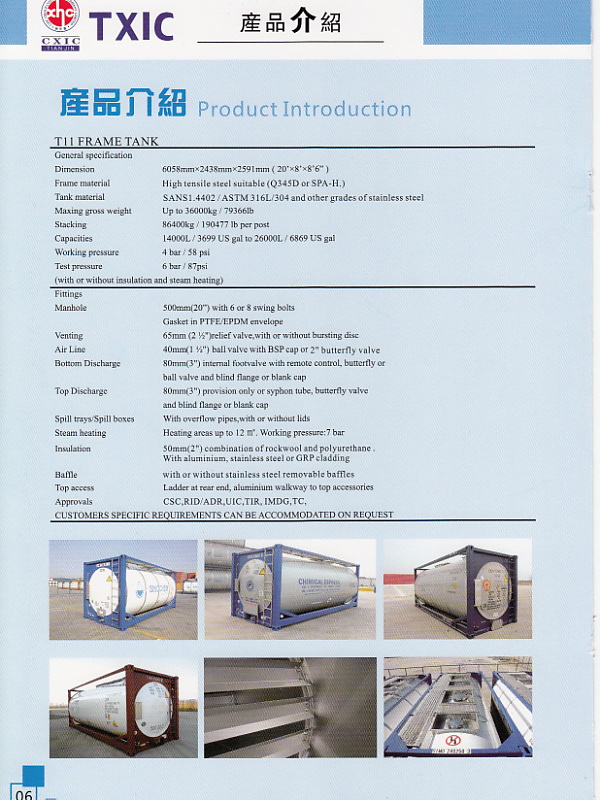 xhc
CXIC
TIANJIN
TXIC
產品介紹
產品介紹 Product Introduction
T11 FRAME TANK
General specification
Dimension 6058mm×2438mm×2591mm ( 20'×8'×8'6" )
Frame material High tensile steel suitable (Q345D or SPA-H.)
Tank material SANS1.4402 / ASTM 316L/304 and other grades of stainless steel
Maxing gross weight Up to 36000kg / 79366lb
Stacking 86400kg / 190477 lb per post
Capacities 14000L / 3699 US gal to 26000L / 6869 US gal
Working pressure 4 bar / 58 psi
Test pressure 6 bar / 87psi
(with or without insulation and steam heating)
Fittings
Manhole 500mm(20") with 6 or 8 swing bolts
Gasket in PTFE/EPDM envelope
Venting 65mm (2 ½")relief valve,with or without bursting disc
Air Line 40mm(1 ½") ball valve with BSP cap or 2" butterfly valve
Bottom Discharge 80mm(3") internal footvalve with remote control, butterfly or
ball valve and blind flange or blank cap
Top Discharge 80mm(3") provision only or syphon tube, butterfly valve
and blind flange or blank cap
Spill trays/Spill boxes With overflow pipes,with or without lids
Steam heating Heating areas up to 12 ㎡. Working pressure:7 bar
Insulation 50mm(2") combination of rockwool and polyurethane .
With aluminium, stainless steel or GRP cladding
Baffle with or without stainless steel removable baffles
Top access Ladder at rear end, aluminium walkway to top accessories
Approvals CSC,RID/ADR,UIC,TIR, IMDG,TC,
CUSTOMERS SPECIFIC REQUIREMENTS CAN BE ACCOMMODATED ON REQUEST
CHEMICAL EXPRESS
06